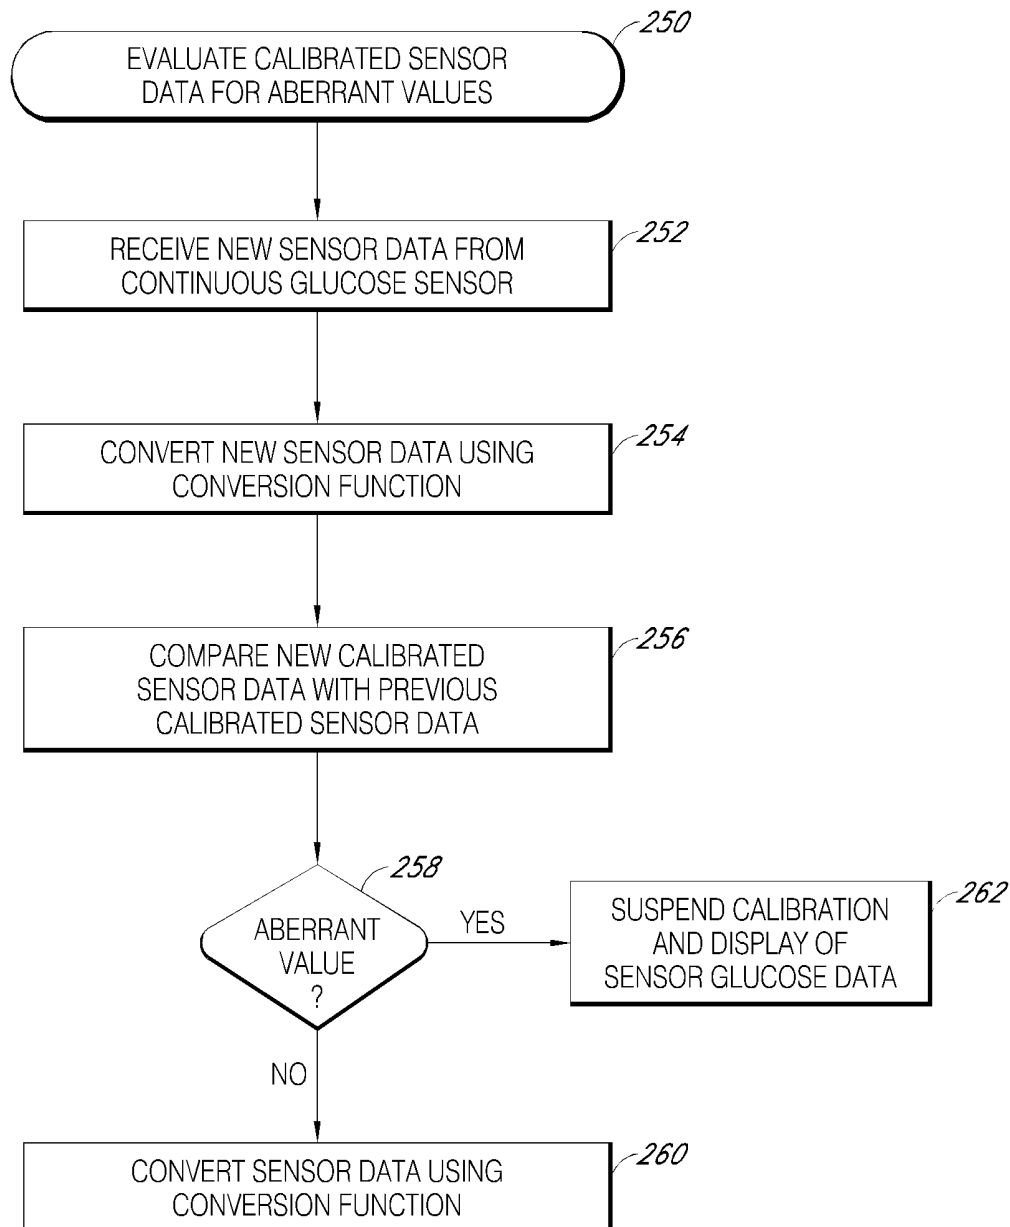 250
EVALUATE CALIBRATED SENSOR
DATA FOR ABERRANT VALUES
252
RECEIVE NEW SENSOR DATA FROM
CONTINUOUS GLUCOSE SENSOR
254
CONVERT NEW SENSOR DATA USING
CONVERSION FUNCTION
256
COMPARE NEW CALIBRATED
SENSOR DATA WITH PREVIOUS
CALIBRATED SENSOR DATA
258
ABERRANT
VALUE
?
YES
262
SUSPEND CALIBRATION
AND DISPLAY OF
SENSOR GLUCOSE DATA
NO
260
CONVERT SENSOR DATA USING
CONVERSION FUNCTION